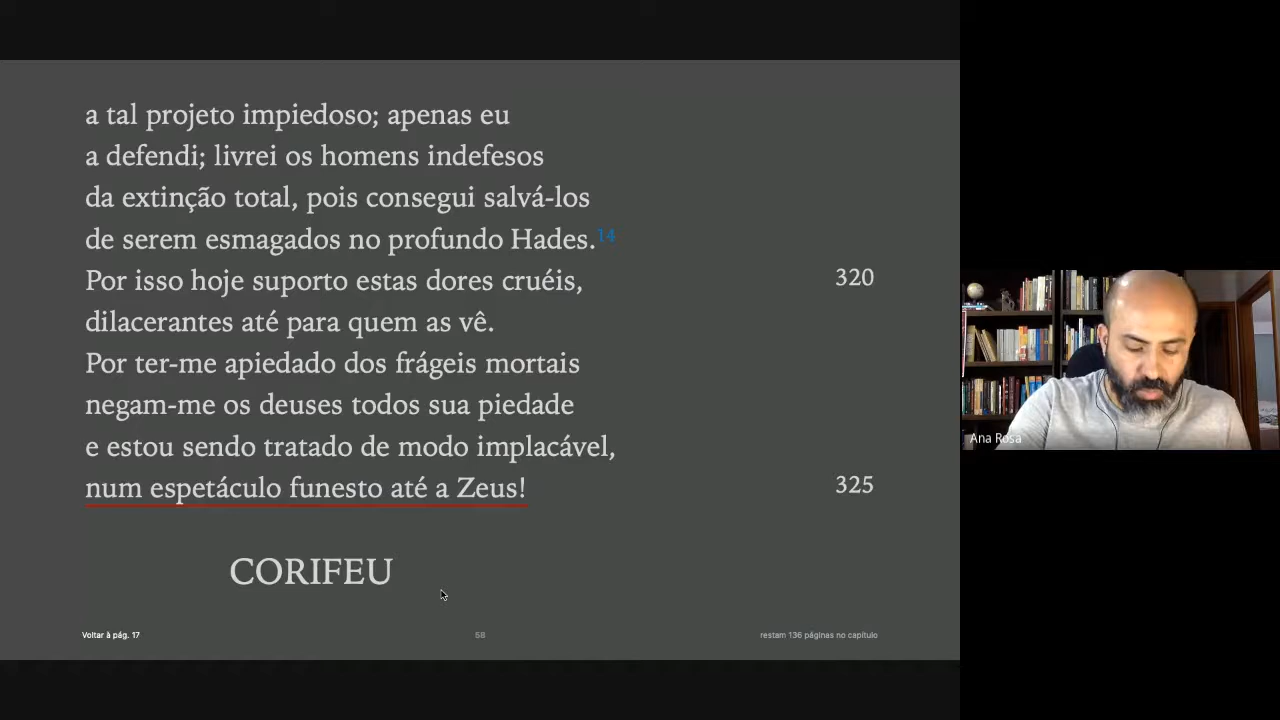 a tal projeto impiedoso; apenas eu
a defendi; livrei os homens indefesos
da extinção total, pois consegui salvá-los
de serem esmagados no profundo Hades.14
Por isso hoje suporto estas dores cruéis, 320
dilacerantes até para quem as vê.
Por ter-me apiedado dos frágeis mortais
negam-me os deuses todos sua piedade
e estou sendo tratado de modo implacável,
num espetáculo funesto até a Zeus! 325
CORIFEU
Voltar à pág. 17 58 restam 136 páginas no capítulo
Ana Rosa